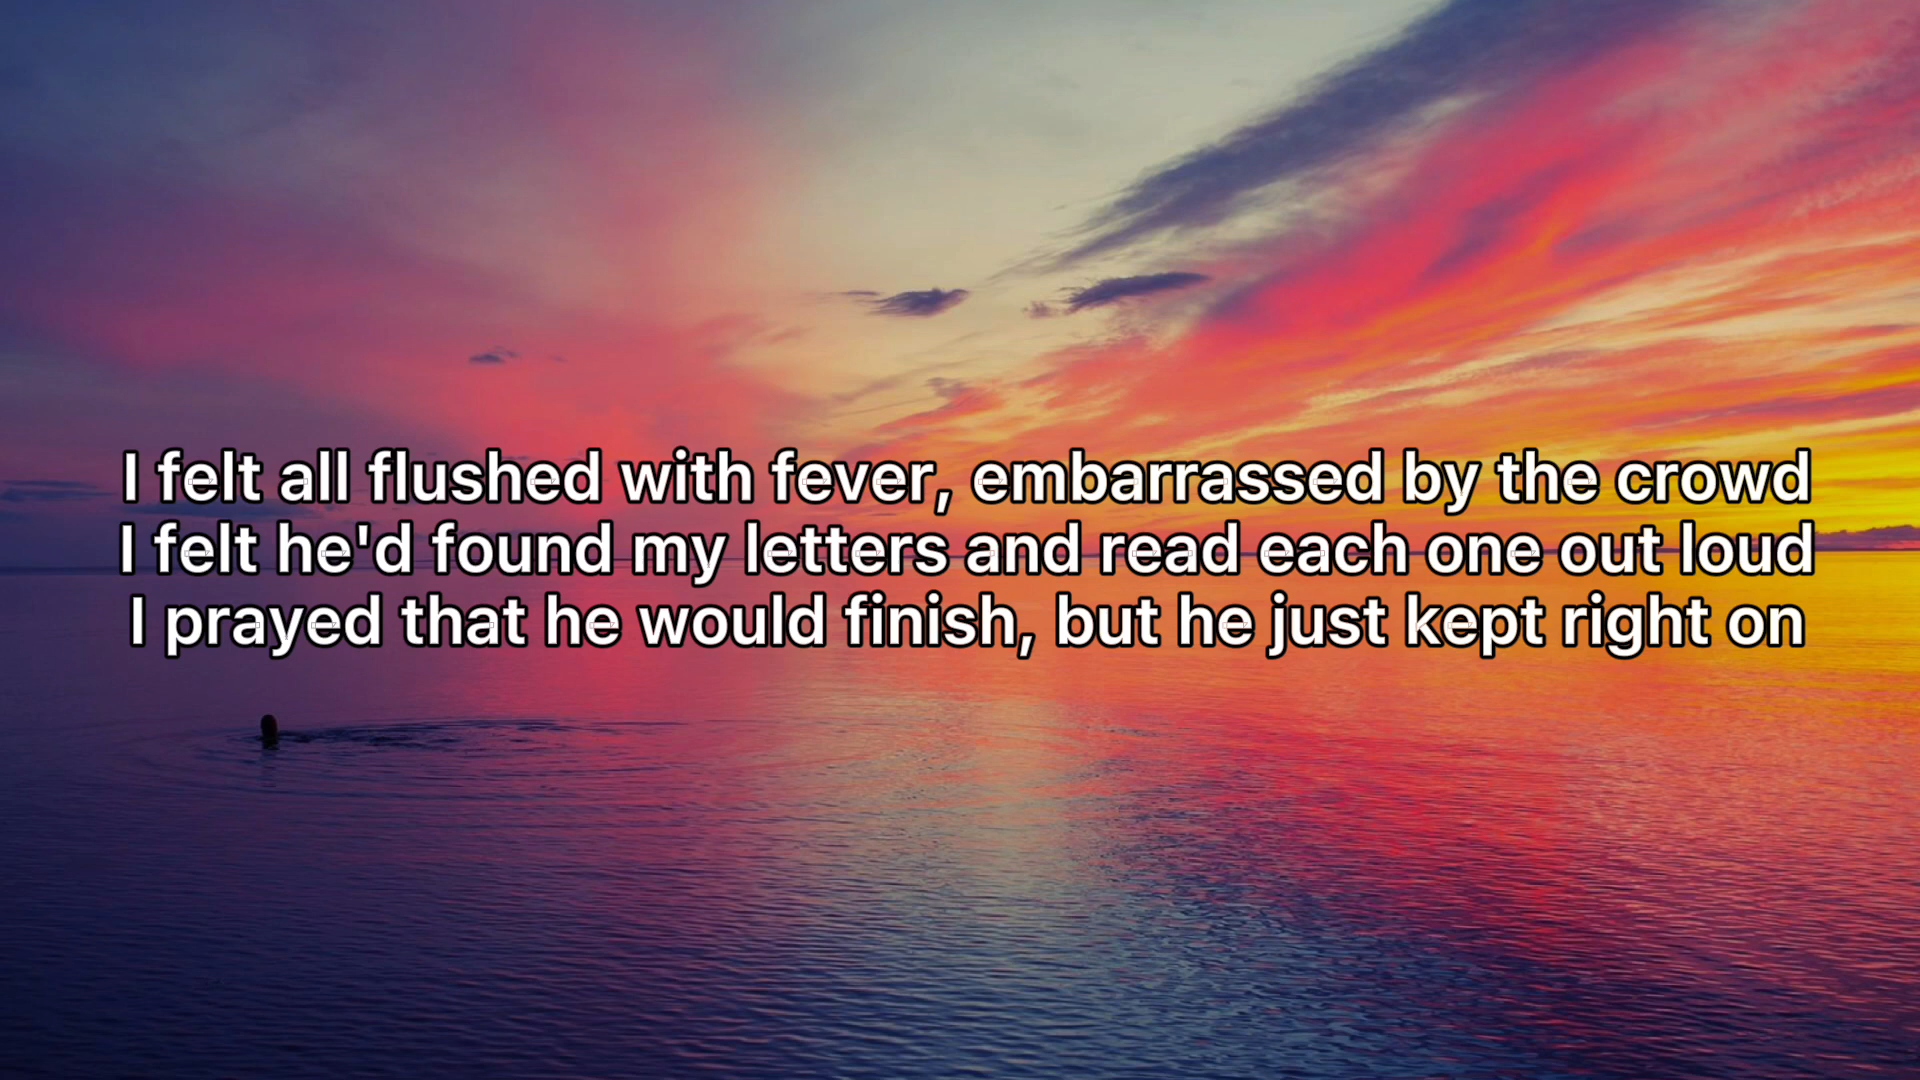 I felt all flushed with fever, embarrassed by the crowd
I felt he'd found my letters and read each one out loud
I prayed that he would finish, but he just kept right on